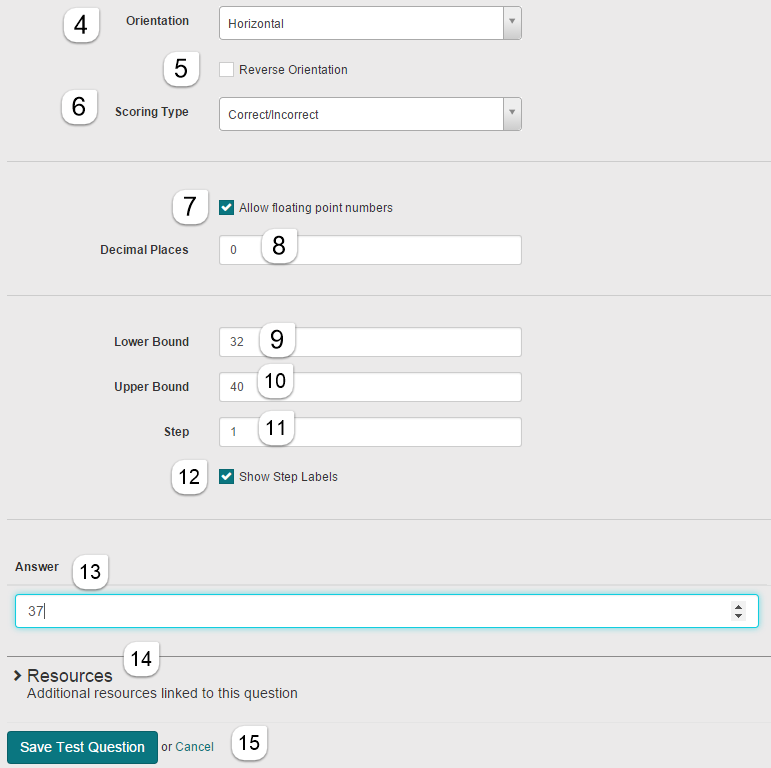 4 Orientation Horizontal
5 Reverse Orientation
6 Scoring Type Correct/Incorrect
7 Allow floating point numbers
Decimal Places 0 8
Lower Bound 32 9
Upper Bound 40 10
Step 1 11
12 Show Step Labels
Answer 13
37
Resources 14
Additional resources linked to this question
Save Test Question or Cancel 15